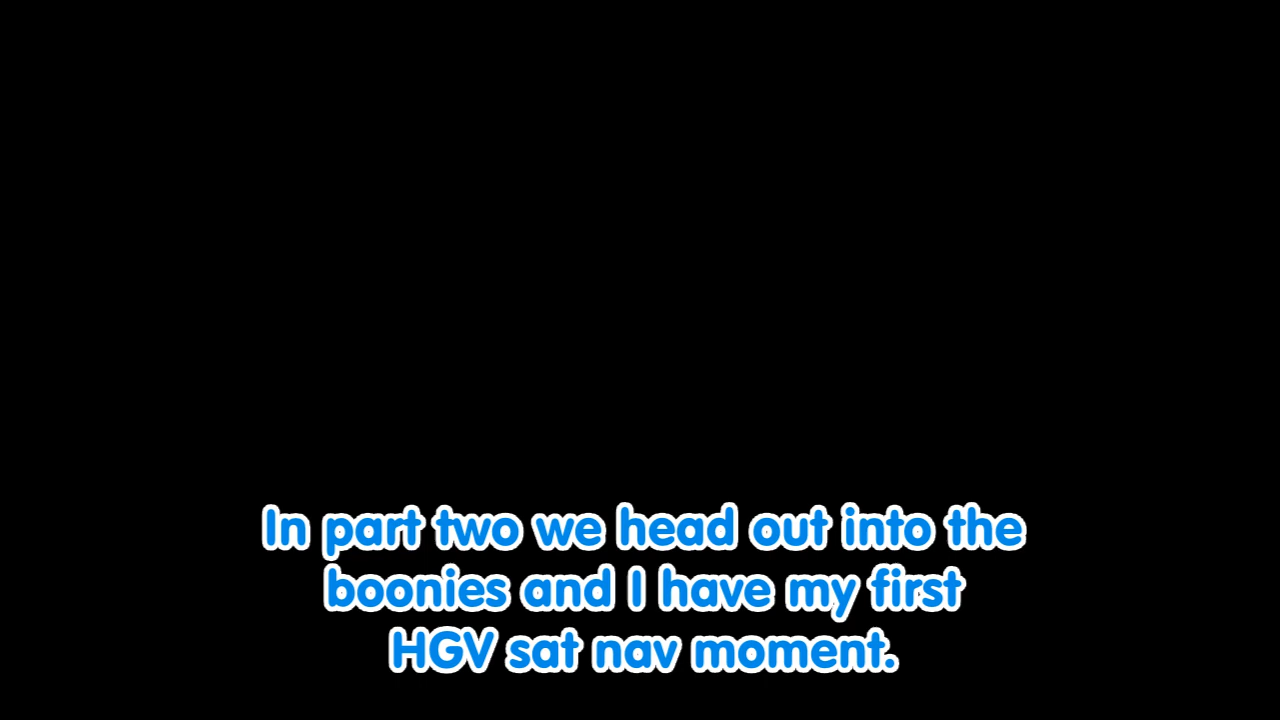 In part two we head out into the
boonies and I have my first
HGV sat nav moment.